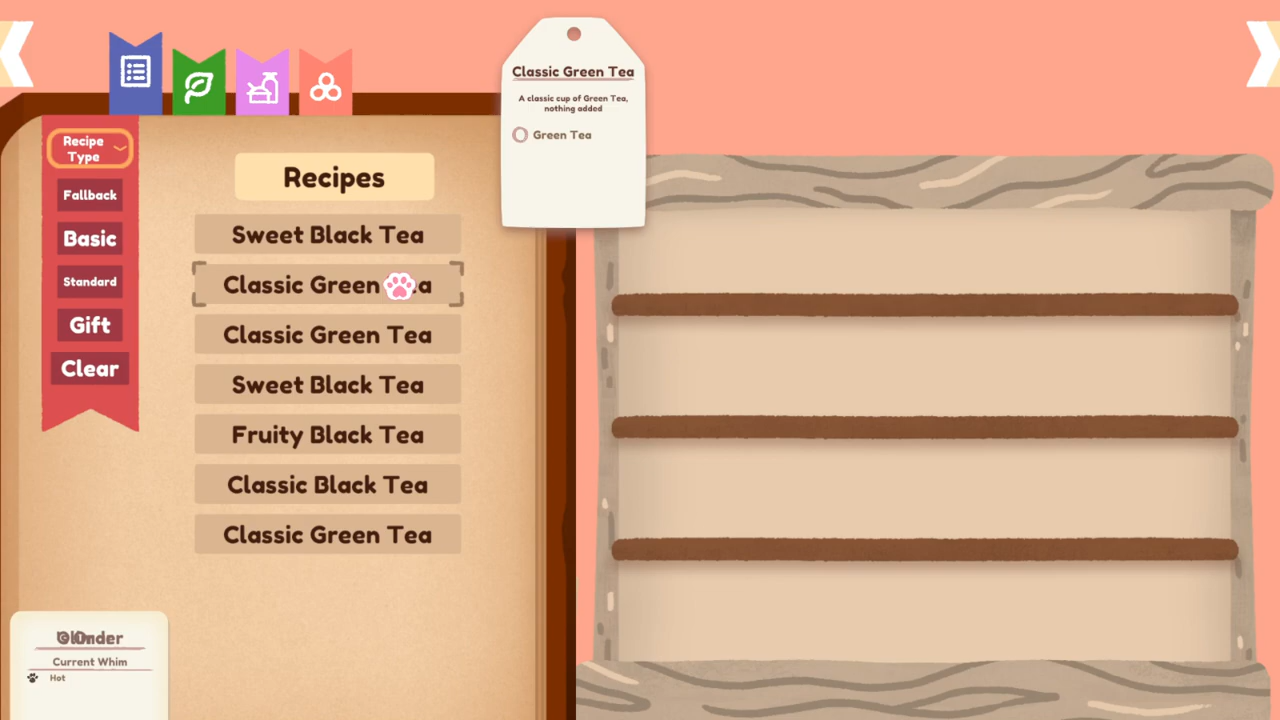 Classic Green Tea
A classic cup of Green Tea,
nothing added
Green Tea
Recipe
Type
Fallback
Basic
Standard
Gift
Clear
Recipes
Sweet Black Tea
Classic Green a
Classic Green Tea
Sweet Black Tea
Fruity Black Tea
Classic Black Tea
Classic Green Tea
Current Whim
Hot